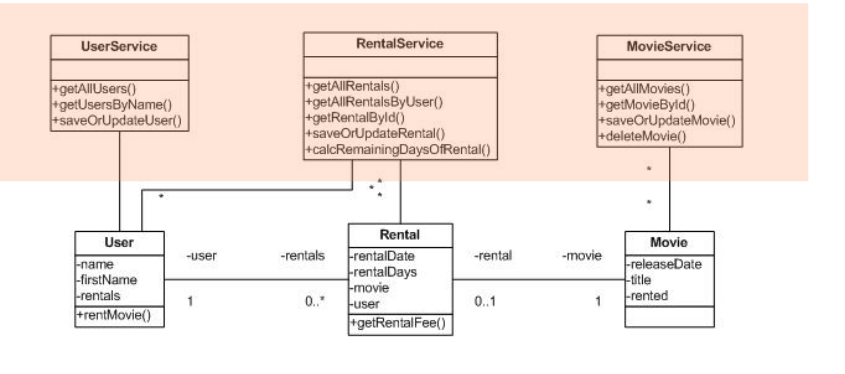 UserService
+getAllUsers()
+getUsersByName()
+saveOrUpdateUser()
RentalService
+getAllRentals()
+getAllRentalsByUser()
+getRentalById()
+saveOrUpdateRental()
+calcRemainingDaysOfRental()
MovieService
+getAllMovies()
+getMovieById()
+saveOrUpdateMovie()
+deleteMovie()
*
*
*
*
*
*
User
-name
-firstName
-rentals
+rentMovie()
-user
-rentals
1
0..*
Rental
-rentalDate
-rentalDays
-movie
-user
+getRentalFee()
-rental
-movie
0..1
1
Movie
-releaseDate
-title
-rented